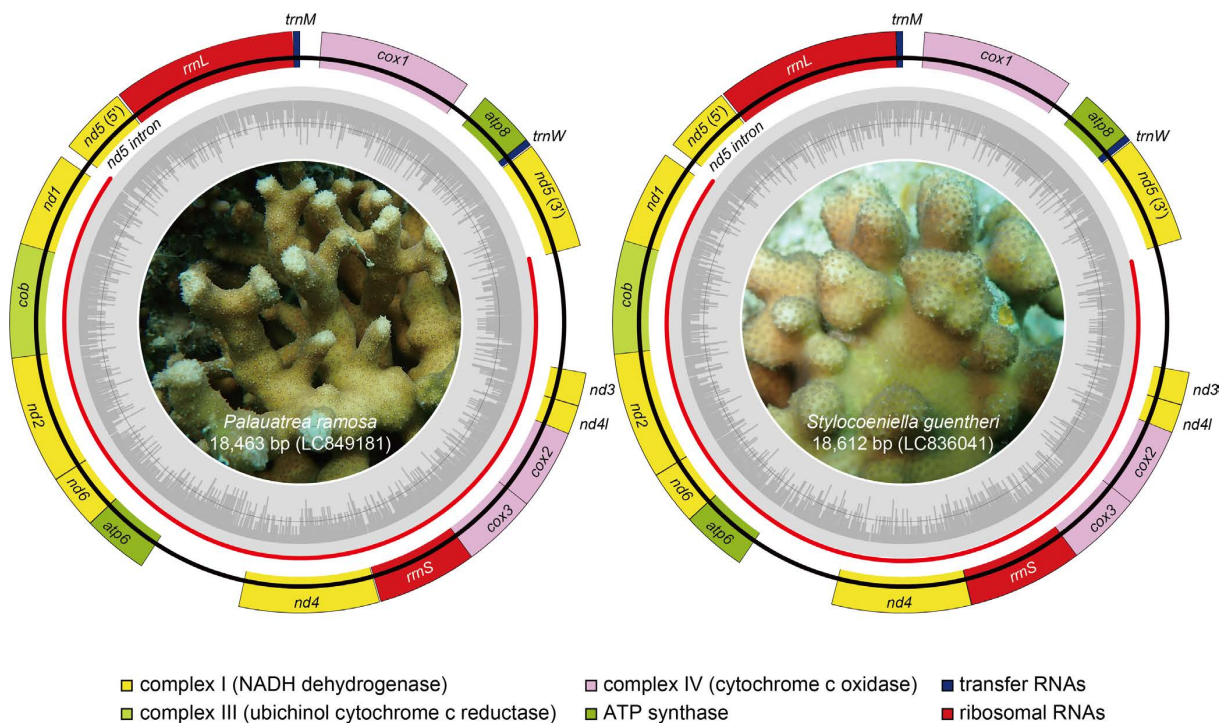 trnM
cox1
atp8
trnW
nd5 (3')
nd3
nd4l
cox2
cox3
rrnS
nd4
atp6
nd6
nd2
cob
nd1
nd5 (5')
rrnL
nd5 intron
Palauatrea ramosa
18,463 bp (LC849181)
trnM
cox1
atp8
trnW
nd5 (3')
nd3
nd4l
cox2
cox3
rrnS
nd4
atp6
nd6
nd2
cob
nd1
nd5 (5')
rrnL
nd5 intron
Stylocoeniella guentheri
18,612 bp (LC836041)
complex I (NADH dehydrogenase)
complex III (ubichinol cytochrome c reductase)
complex IV (cytochrome c oxidase)
ATP synthase
transfer RNAs
ribosomal RNAs